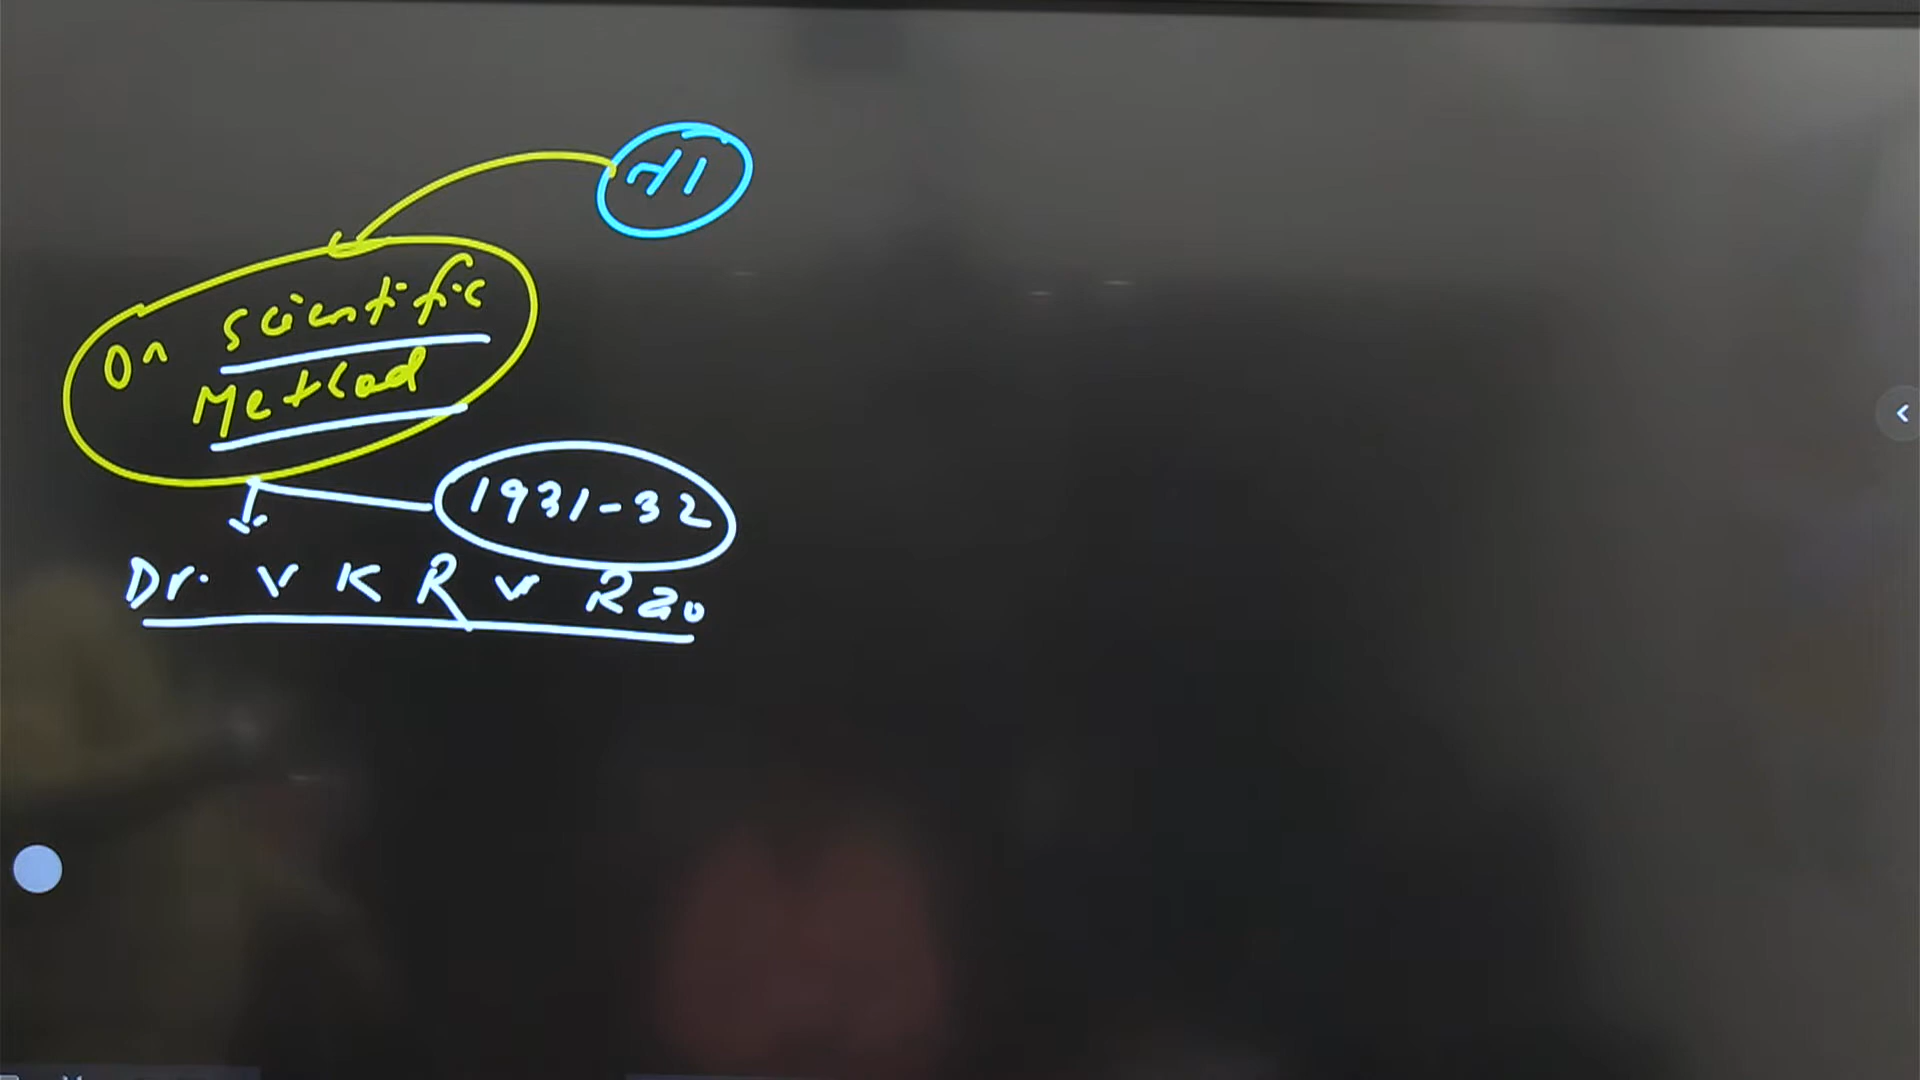 NI
On Scientific
Method
1931-32
Dr. V K R V Rao